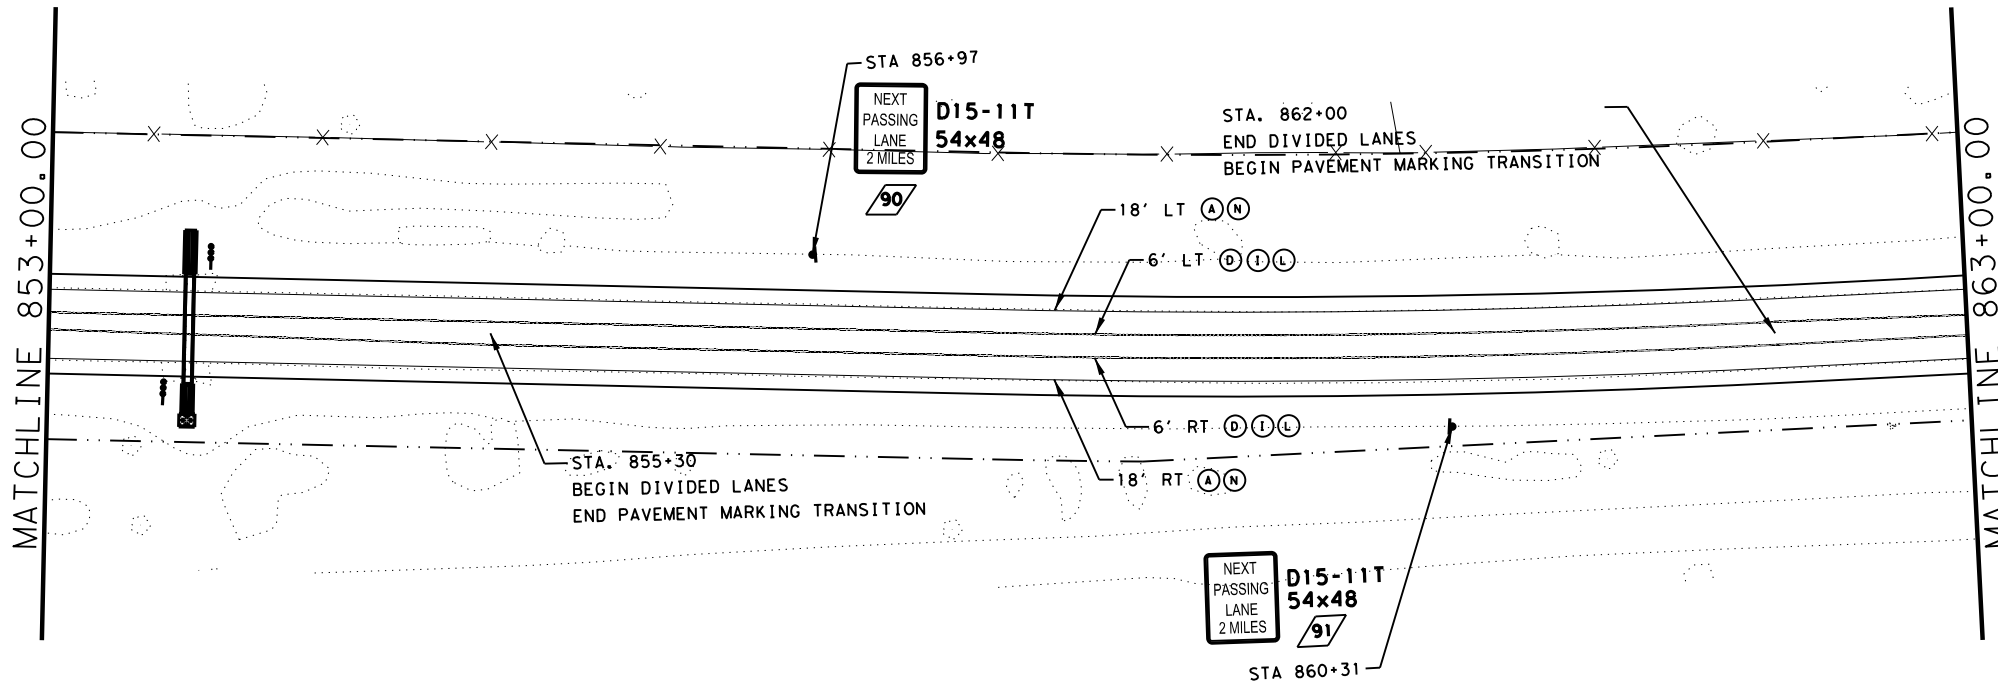 MATCHLINE 853+00.00
STA 856+97
NEXT
PASSING
LANE
2 MILES
D15-11T
54x48
90
STA. 862+00
END DIVIDED LANES
BEGIN PAVEMENT MARKING TRANSITION
18' LT A N
6' LT D I L
6' RT D I L
18' RT A N
STA. 855+30
BEGIN DIVIDED LANES
END PAVEMENT MARKING TRANSITION
NEXT
PASSING
LANE
2 MILES
D15-11T
54x48
91
STA 860+31
MATCHLINE 863+00.00